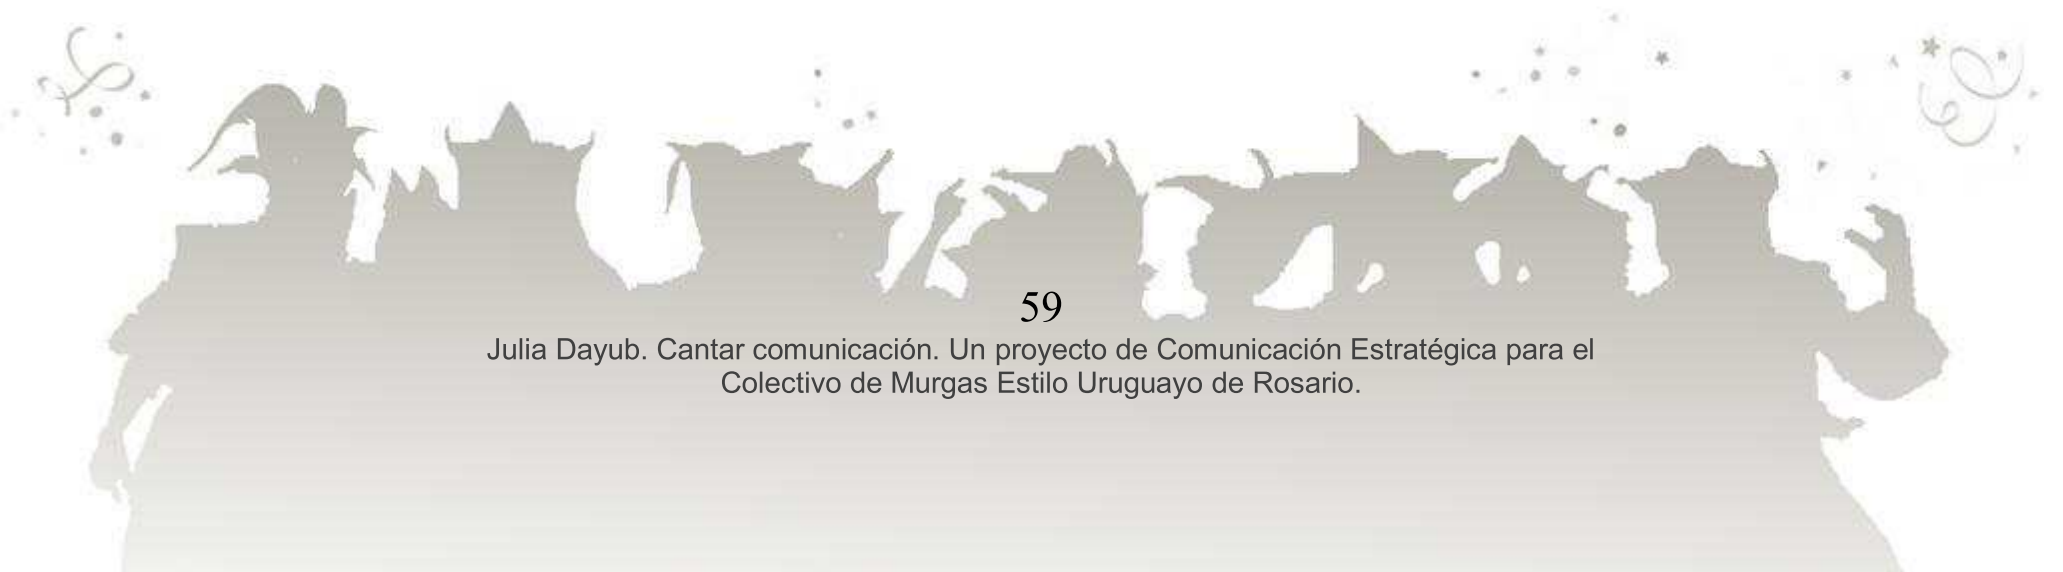 59
Julia Dayub. Cantar comunicación. Un proyecto de Comunicación Estratégica para el
Colectivo de Murgas Estilo Uruguayo de Rosario.